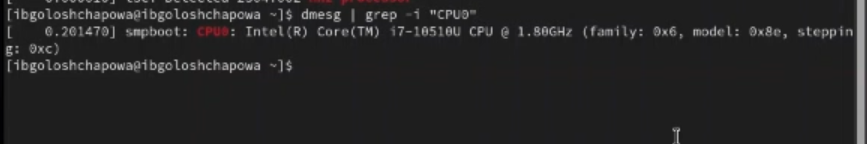 [ibgoloshchapowa@ibgoloshchapowa ~]$ dmesg | grep -i "CPU0"
[    0.201470] smpboot: CPU0: Intel(R) Core(TM) i7-10510U CPU @ 1.80GHz (family: 0x6, model: 0x8e, steppin
g: 0xc)
[ibgoloshchapowa@ibgoloshchapowa ~]$